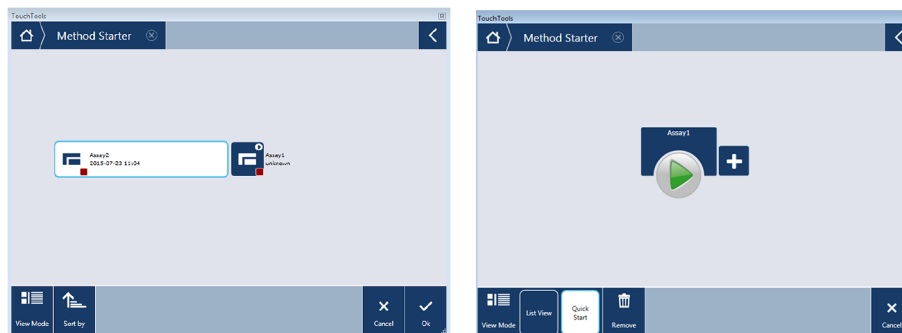 TouchTools
Method Starter
Assay2
2015-07-23 11:04
Assay1
unknown
View Mode
Sort by
Cancel
Ok
TouchTools
Method Starter
Assay1
View Mode
List View
Quick
Start
Remove
Cancel